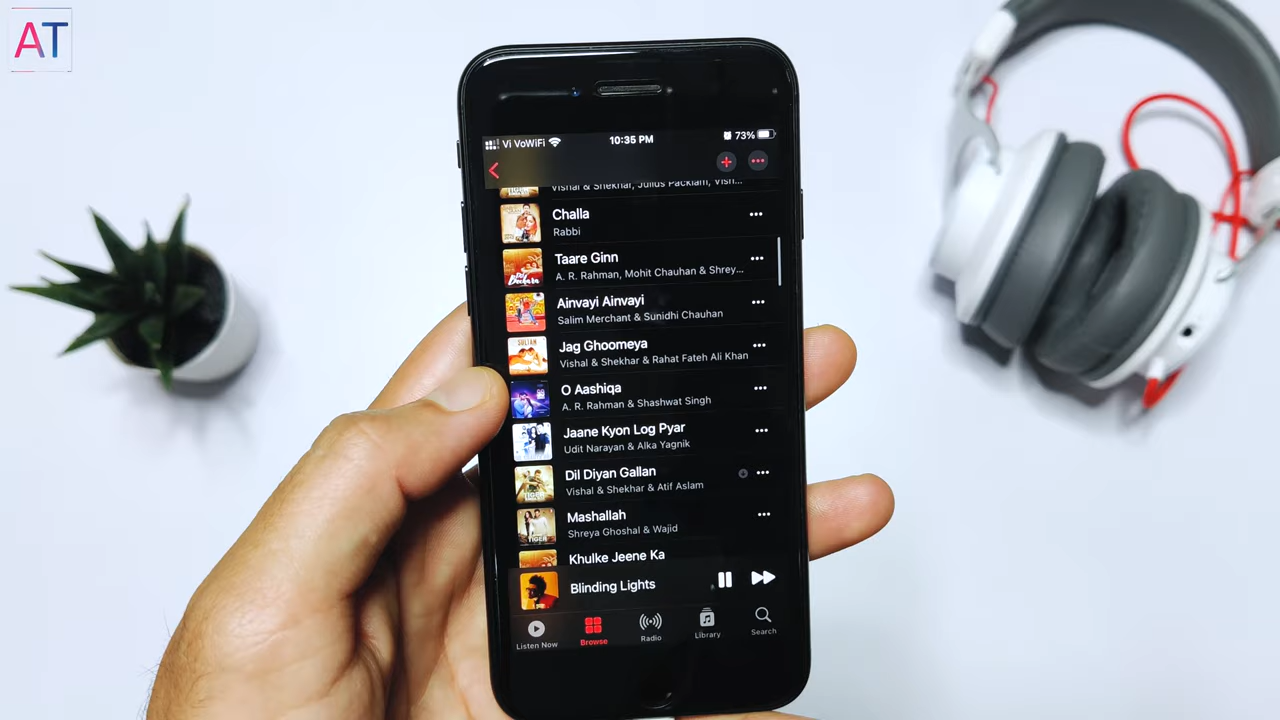 AT
Vi VoWiFi 10:35 PM 73%
Vishal & Shekhar, Julius Packiam, Vish...
Challa
Rabbi
Taare Ginn
A. R. Rahman, Mohit Chauhan & Shrey...
Ainvayi Ainvayi
Salim Merchant & Sunidhi Chauhan
SULTAN
Jag Ghoomeya
Vishal & Shekhar & Rahat Fateh Ali Khan
O Aashiqa
A. R. Rahman & Shashwat Singh
Jaane Kyon Log Pyar
Udit Narayan & Alka Yagnik
Dil Diyan Gallan
Vishal & Shekhar & Atif Aslam
TIGER
Mashallah
Shreya Ghoshal & Wajid
TIGER
Khulke Jeene Ka
Blinding Lights
Listen Now Browse Radio Library Search